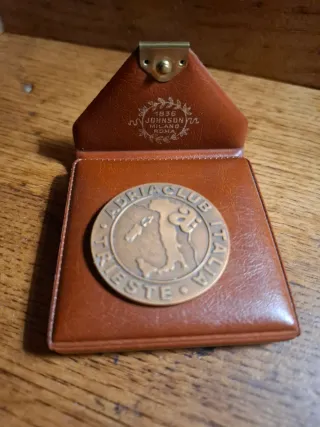 1836
JOHNSON
MILANO
ROMA
ADRIACLUB ITALIA
TRIESTE